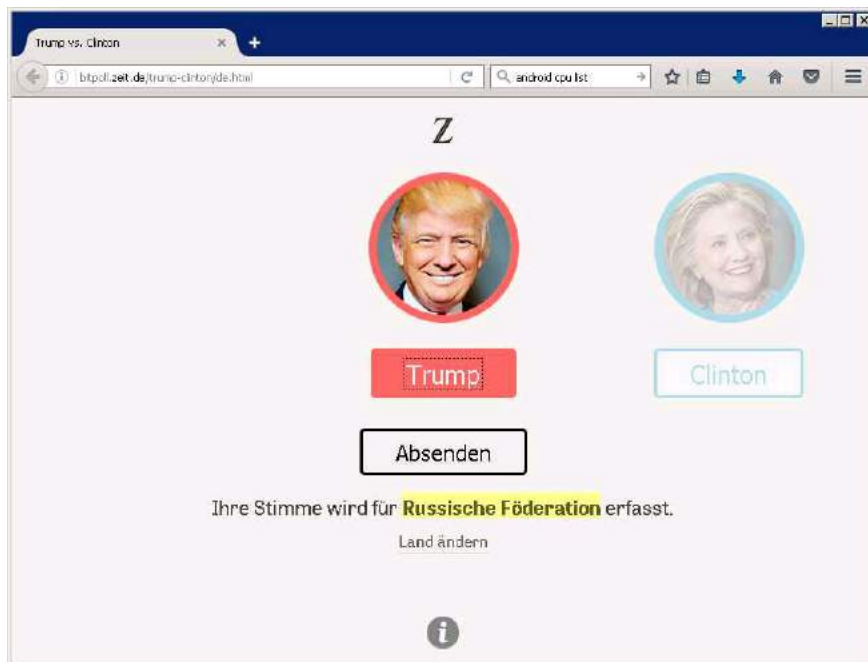 Trump vs. Clinton
btpoll.zeit.de/trump-clinton/de.html
android cpu list
Z
Trump
Clinton
Absenden
Ihre Stimme wird für Russische Föderation erfasst.
Land ändern
i